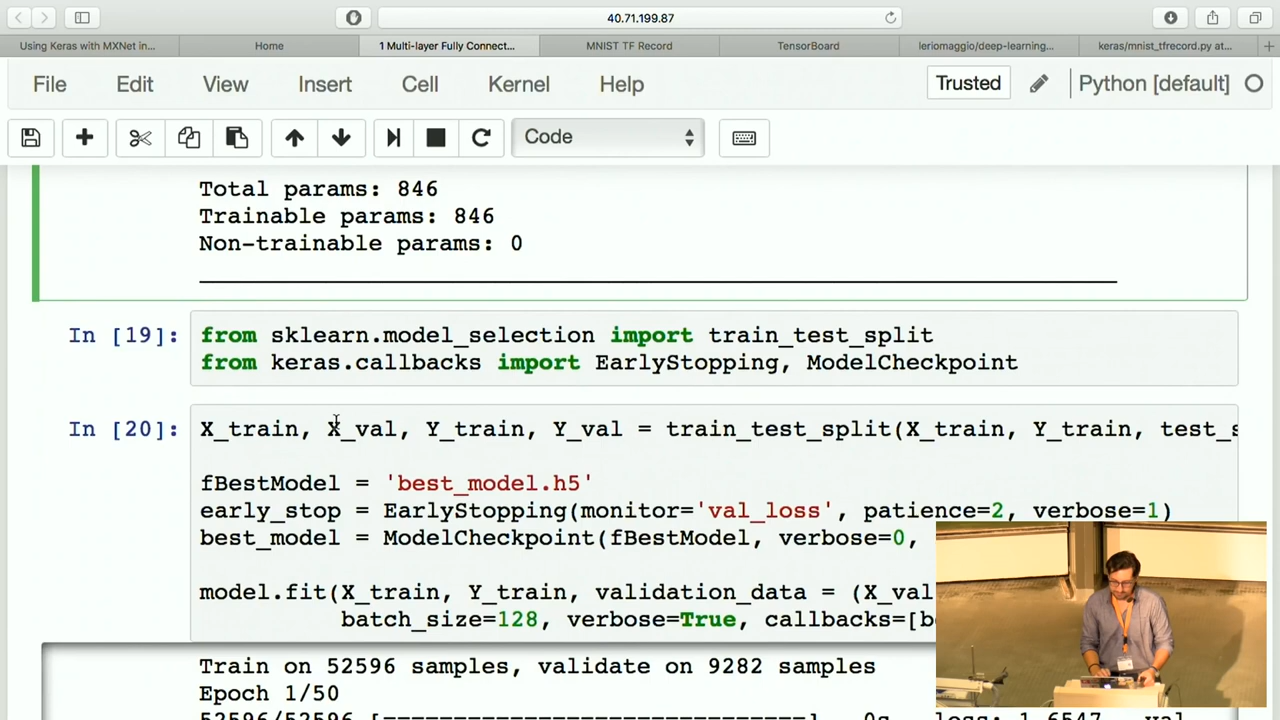 40.71.199.87
Using Keras with MXNet in... Home 1 Multi-layer Fully Connect... MNIST TF Record TensorBoard leriomaggio/deep-learning... keras/mnist_tfrecord.py at...
File Edit View Insert Cell Kernel Help Trusted Python [default]
Code
Total params: 846
Trainable params: 846
Non-trainable params: 0
In [19]: from sklearn.model_selection import train_test_split
from keras.callbacks import EarlyStopping, ModelCheckpoint
In [20]: X_train, X_val, Y_train, Y_val = train_test_split(X_train, Y_train, test_s
fBestModel = 'best_model.h5'
early_stop = EarlyStopping(monitor='val_loss', patience=2, verbose=1)
best_model = ModelCheckpoint(fBestModel, verbose=0,
model.fit(X_train, Y_train, validation_data = (X_val
batch_size=128, verbose=True, callbacks=[b
Train on 52596 samples, validate on 9282 samples
Epoch 1/50